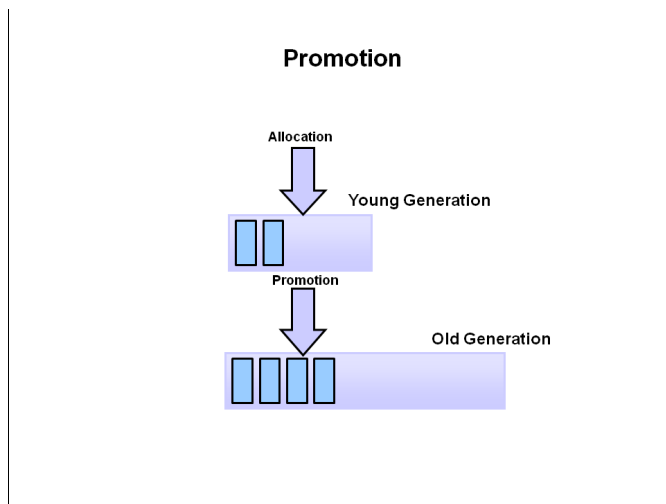 Promotion
Allocation
Young Generation
Promotion
Old Generation